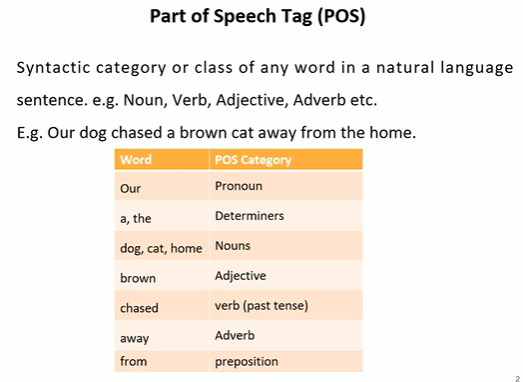 Part of Speech Tag (POS)
Syntactic category or class of any word in a natural language
sentence. e.g. Noun, Verb, Adjective, Adverb etc.
E.g. Our dog chased a brown cat away from the home.
Word POS Category
Our Pronoun
a, the Determiners
dog, cat, home Nouns
brown Adjective
chased verb (past tense)
away Adverb
from preposition
2